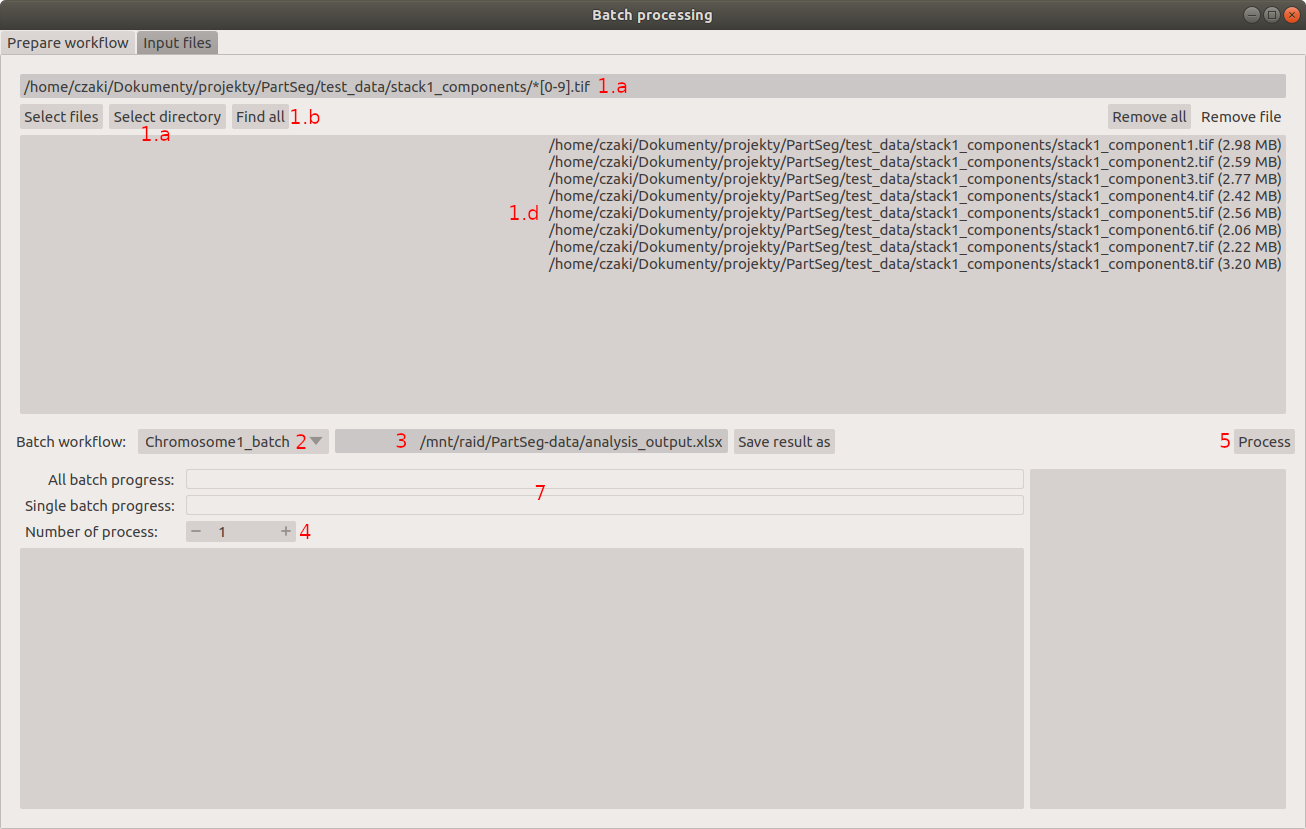 Batch processing
Prepare workflow Input files
/home/czaki/Dokumenty/projekty/PartSeg/test_data/stack1_components/*[0-9].tif 1.a
Select files Select directory Find all 1.b Remove all Remove file
1.a
/home/czaki/Dokumenty/projekty/PartSeg/test_data/stack1_components/stack1_component1.tif (2.98 MB)
/home/czaki/Dokumenty/projekty/PartSeg/test_data/stack1_components/stack1_component2.tif (2.59 MB)
/home/czaki/Dokumenty/projekty/PartSeg/test_data/stack1_components/stack1_component3.tif (2.77 MB)
/home/czaki/Dokumenty/projekty/PartSeg/test_data/stack1_components/stack1_component4.tif (2.42 MB)
1.d /home/czaki/Dokumenty/projekty/PartSeg/test_data/stack1_components/stack1_component5.tif (2.56 MB)
/home/czaki/Dokumenty/projekty/PartSeg/test_data/stack1_components/stack1_component6.tif (2.06 MB)
/home/czaki/Dokumenty/projekty/PartSeg/test_data/stack1_components/stack1_component7.tif (2.22 MB)
/home/czaki/Dokumenty/projekty/PartSeg/test_data/stack1_components/stack1_component8.tif (3.20 MB)
Batch workflow: Chromosome1_batch 2 3 /mnt/raid/PartSeg-data/analysis_output.xlsx Save result as 5 Process
All batch progress:
7
Single batch progress:
Number of process: − 1 + 4